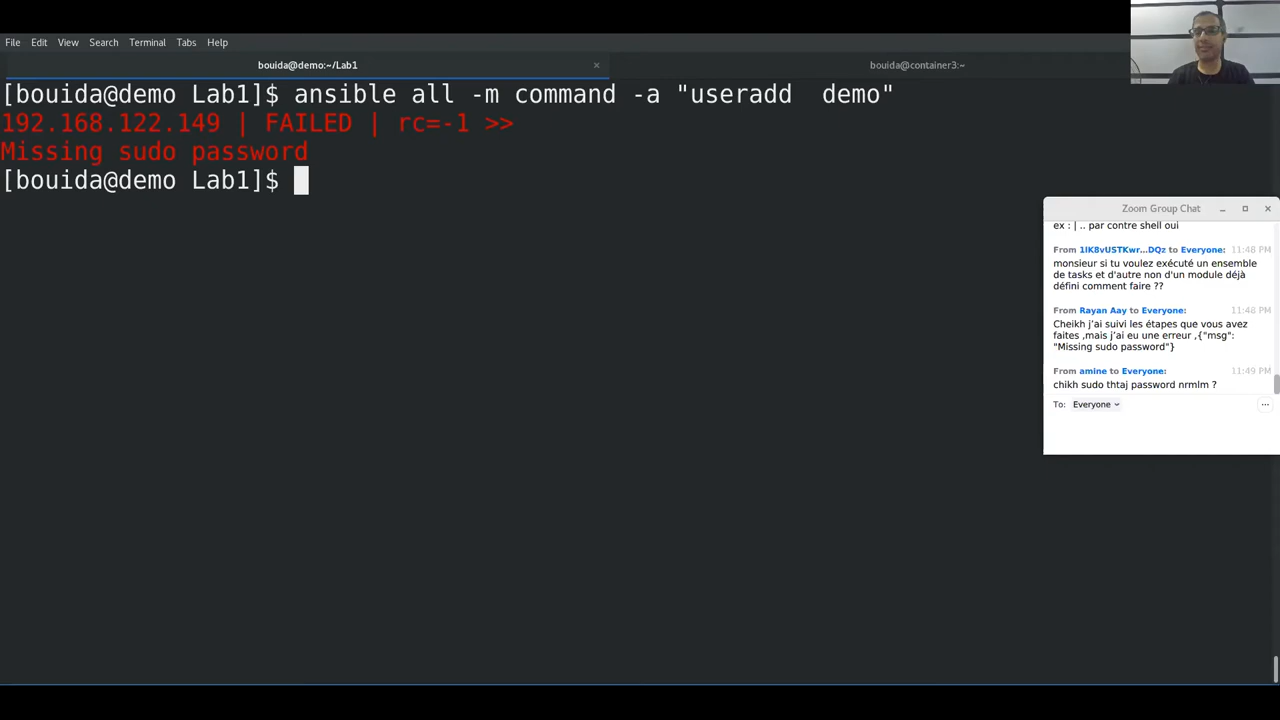 File Edit View Search Terminal Tabs Help
bouida@demo:~/Lab1 × bouida@container3:~
[bouida@demo Lab1]$ ansible all -m command -a "useradd  demo"
192.168.122.149 | FAILED | rc=-1 >>
Missing sudo password
[bouida@demo Lab1]$
Zoom Group Chat
ex : | .. par contre shell oui
From 1lK8vUSTKwr...DQz to Everyone: 11:48 PM
monsieur si tu voulez exécuté un ensemble
de tasks et d'autre non d'un module déjà
défini comment faire ??
From Rayan Aay to Everyone: 11:48 PM
Cheikh j'ai suivi les étapes que vous avez
faites ,mais j'ai eu une erreur ,{"msg":
"Missing sudo password"}
From amine to Everyone: 11:49 PM
chikh sudo thtaj password nrmlm ?
To: Everyone